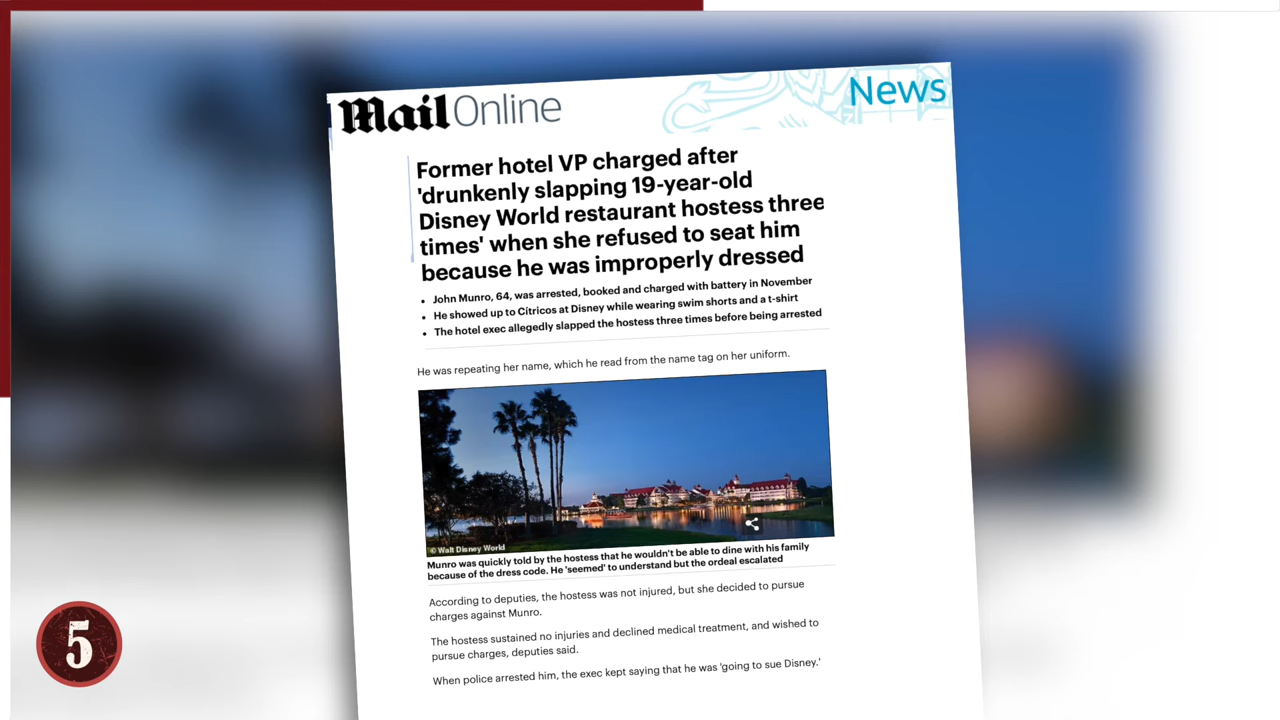 Mail Online
News
Former hotel VP charged after
'drunkenly slapping 19-year-old
Disney World restaurant hostess three
times' when she refused to seat him
because he was improperly dressed
• John Munro, 64, was arrested, booked and charged with battery in November
• He showed up to Citricos at Disney while wearing swim shorts and a t-shirt
• The hotel exec allegedly slapped the hostess three times before being arrested
He was repeating her name, which he read from the name tag on her uniform.
© Walt Disney World
Munro was quickly told by the hostess that he wouldn't be able to dine with his family
because of the dress code. He 'seemed' to understand but the ordeal escalated
According to deputies, the hostess was not injured, but she decided to pursue
charges against Munro.
The hostess sustained no injuries and declined medical treatment, and wished to
pursue charges, deputies said.
When police arrested him, the exec kept saying that he was 'going to sue Disney.'
5